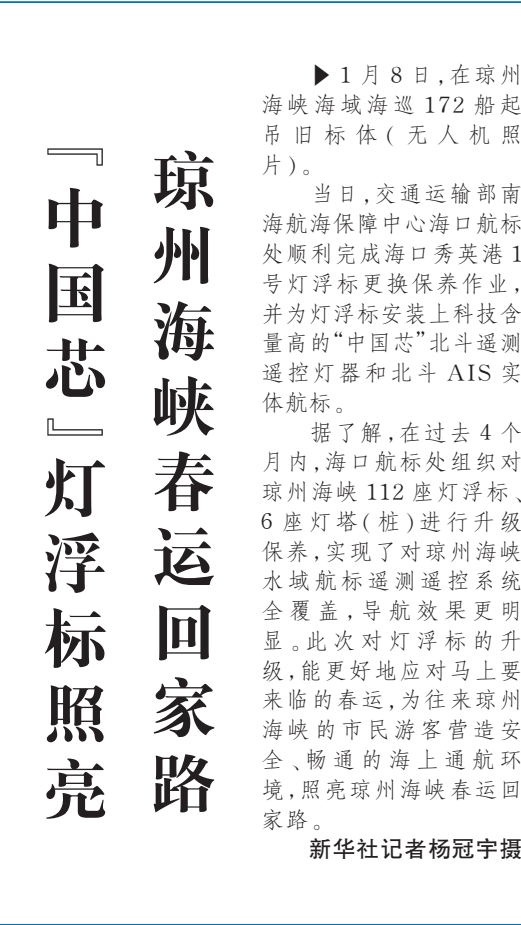 『中国芯』灯浮标照亮
琼州海峡春运回家路
▶1月8日,在琼州
海峡海域海巡172船起
吊旧标体(无人机照
片)。
当日,交通运输部南
海航海保障中心海口航标
处顺利完成海口秀英港1
号灯浮标更换保养作业,
并为灯浮标安装上科技含
量高的“中国芯”北斗遥测
遥控灯器和北斗AIS实
体航标。
据了解,在过去4个
月内,海口航标处组织对
琼州海峡112座灯浮标、
6座灯塔(桩)进行升级
保养,实现了对琼州海峡
水域航标遥测遥控系统
全覆盖,导航效果更明
显。此次对灯浮标的升
级,能更好地应对马上要
来临的春运,为往来琼州
海峡的市民游客营造安
全、畅通的海上通航环
境,照亮琼州海峡春运回
家路。
新华社记者杨冠宇摄